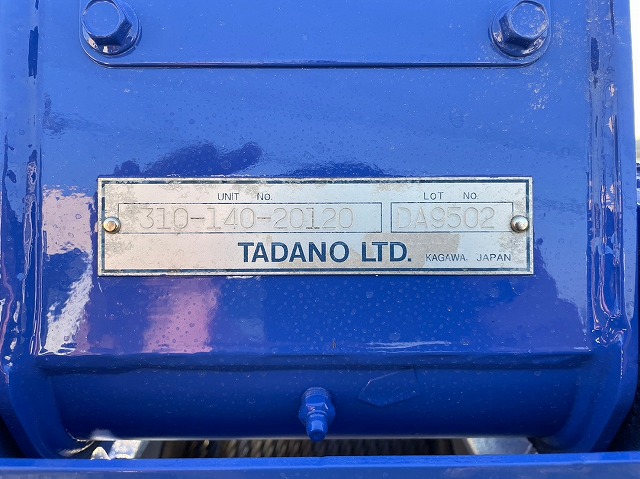 UNIT No. LOT No.
310-140-20120 DA9502
TADANO LTD. KAGAWA, JAPAN